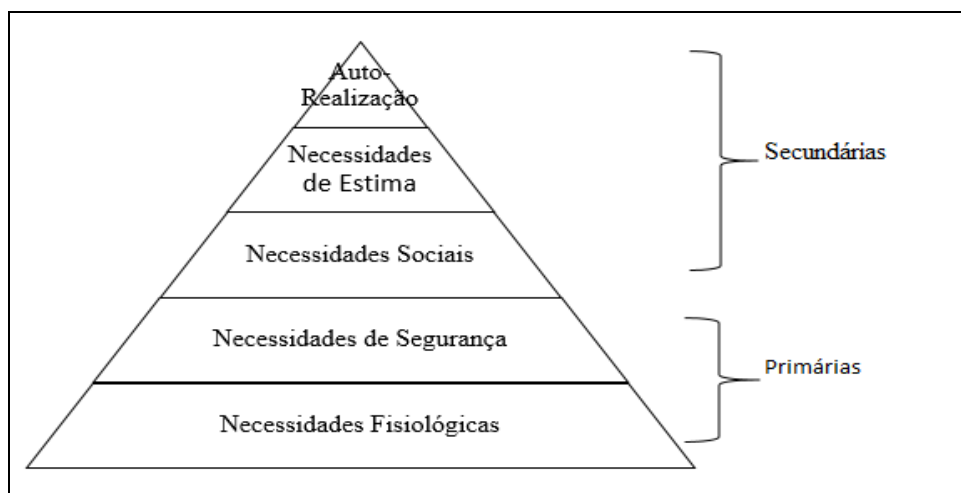 Auto-
Realização
Necessidades
de Estima
Secundárias
Necessidades Sociais
Necessidades de Segurança
Primárias
Necessidades Fisiológicas